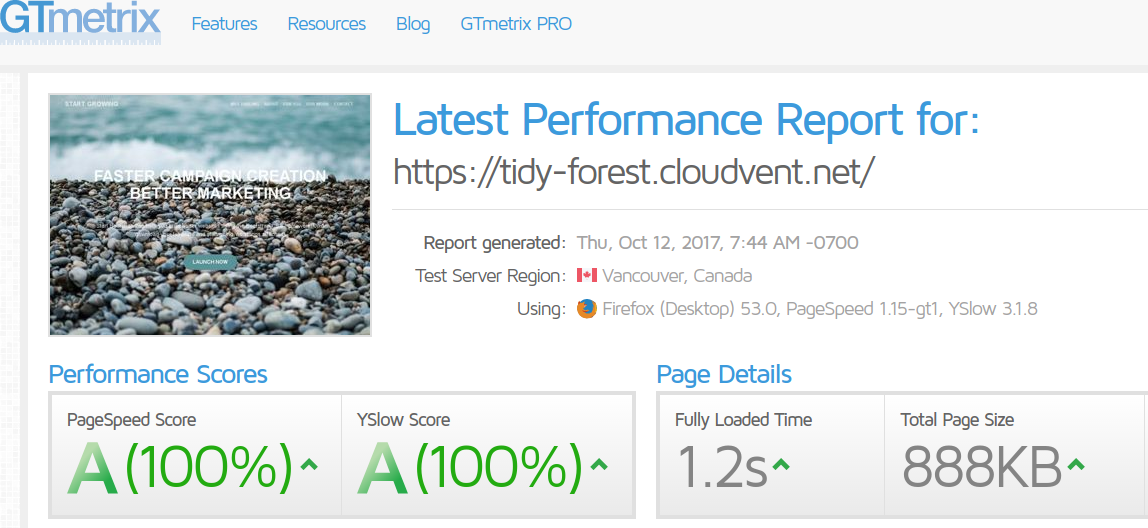 GTmetrix Features Resources Blog GTmetrix PRO
START GROWING
FASTER CAMPAIGN CREATION
BETTER MARKETING
LAUNCH NOW
Latest Performance Report for:
https://tidy-forest.cloudvent.net/
Report generated: Thu, Oct 12, 2017, 7:44 AM -0700
Test Server Region: Vancouver, Canada
Using: Firefox (Desktop) 53.0, PageSpeed 1.15-gt1, YSlow 3.1.8
Performance Scores
PageSpeed Score
A (100%)
YSlow Score
A (100%)
Page Details
Fully Loaded Time
1.2s
Total Page Size
888KB